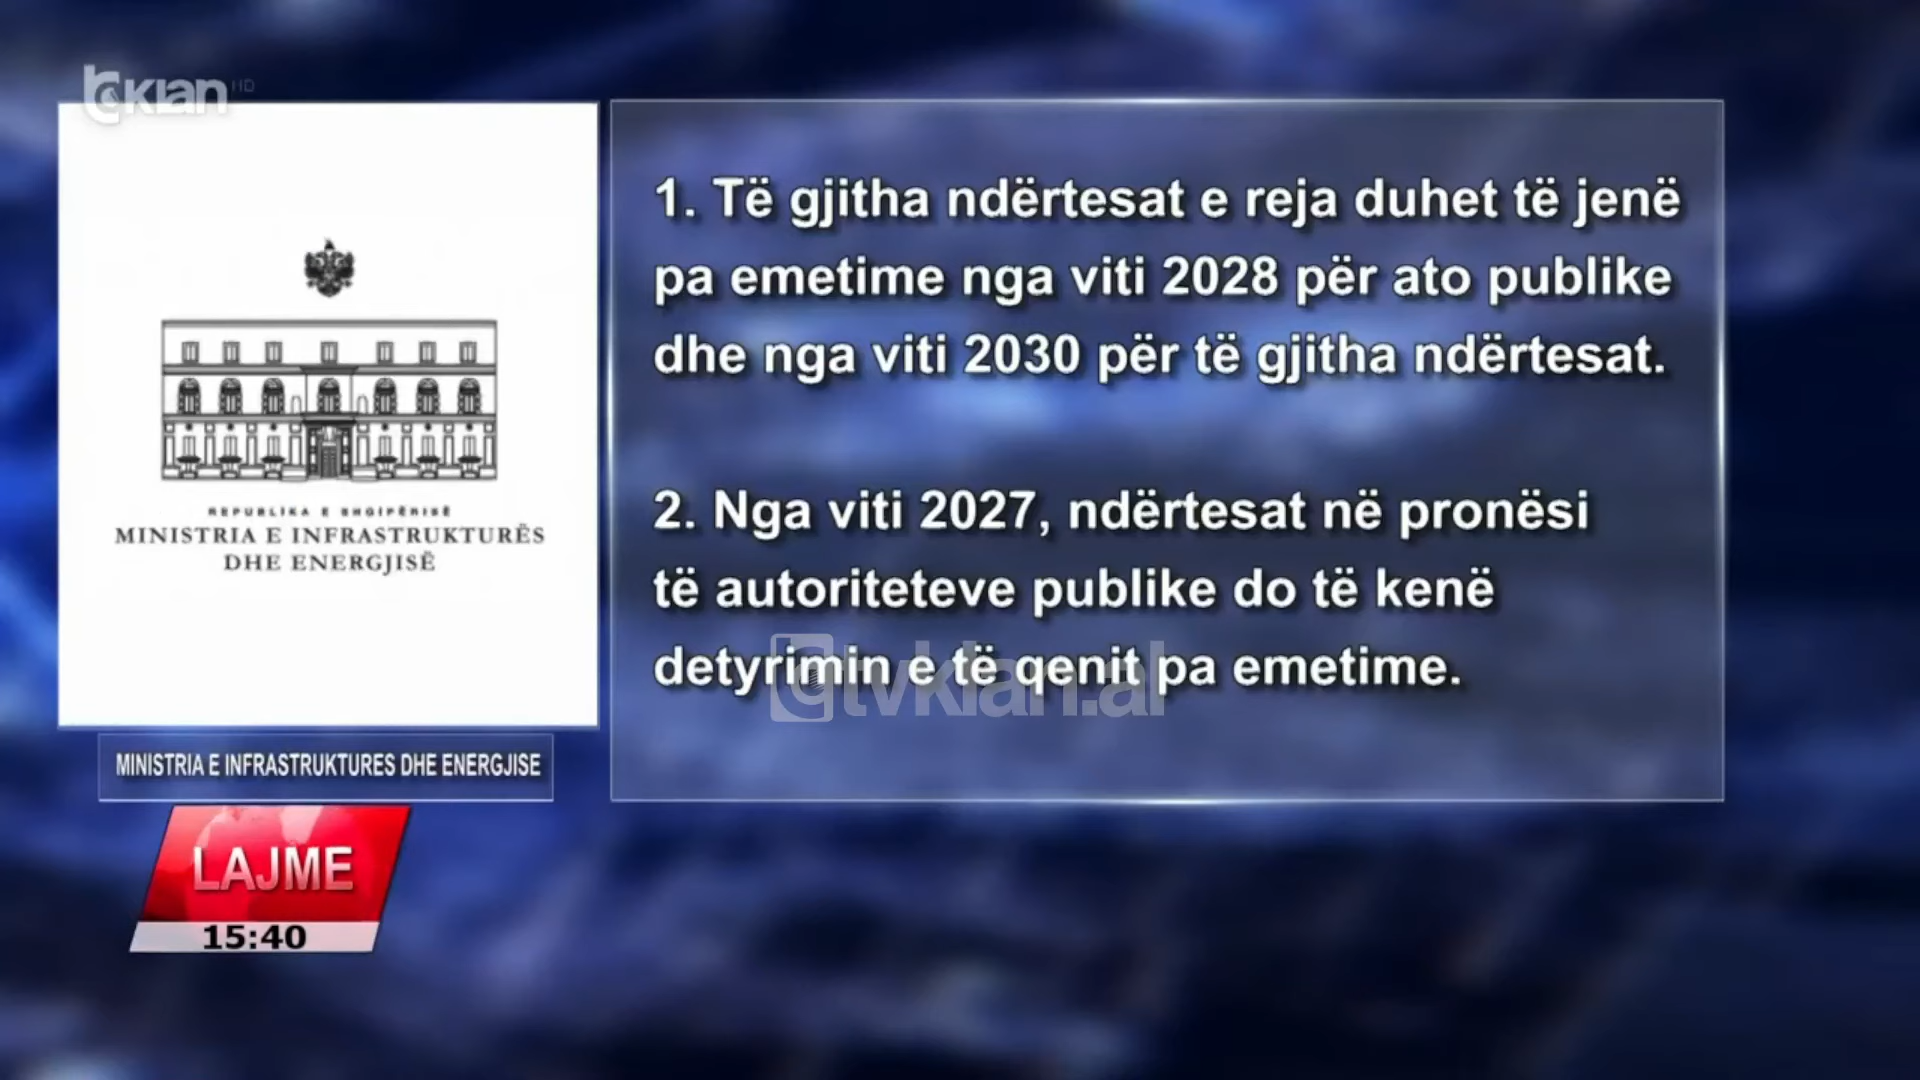 tvklan HD
REPUBLIKA E SHQIPËRISË
MINISTRIA E INFRASTRUKTURËS
DHE ENERGJISË
MINISTRIA E INFRASTRUKTURES DHE ENERGJISE
LAJME
15:40
1. Të gjitha ndërtesat e reja duhet të jenë
pa emetime nga viti 2028 për ato publike
dhe nga viti 2030 për të gjitha ndërtesat.
2. Nga viti 2027, ndërtesat në pronësi
të autoriteteve publike do të kenë
detyrimin e të qenit pa emetime.
tvklan.al